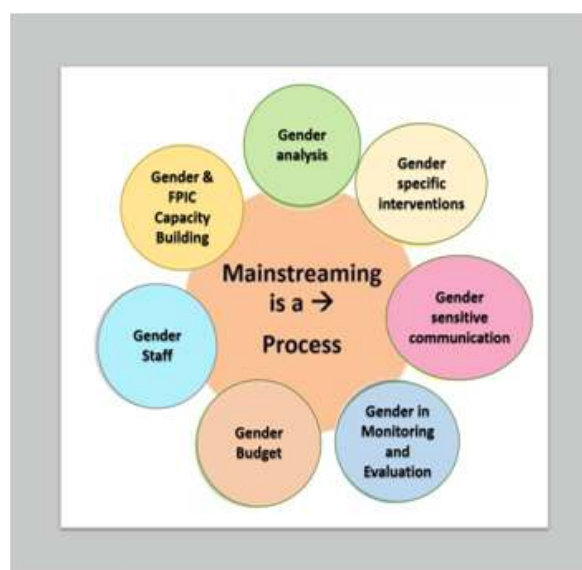 Gender
analysis
Gender
specific
interventions
Gender
sensitive
communication
Gender in
Monitoring
and
Evaluation
Gender
Budget
Gender
Staff
Gender &
FPIC
Capacity
Building
Mainstreaming
is a →
Process